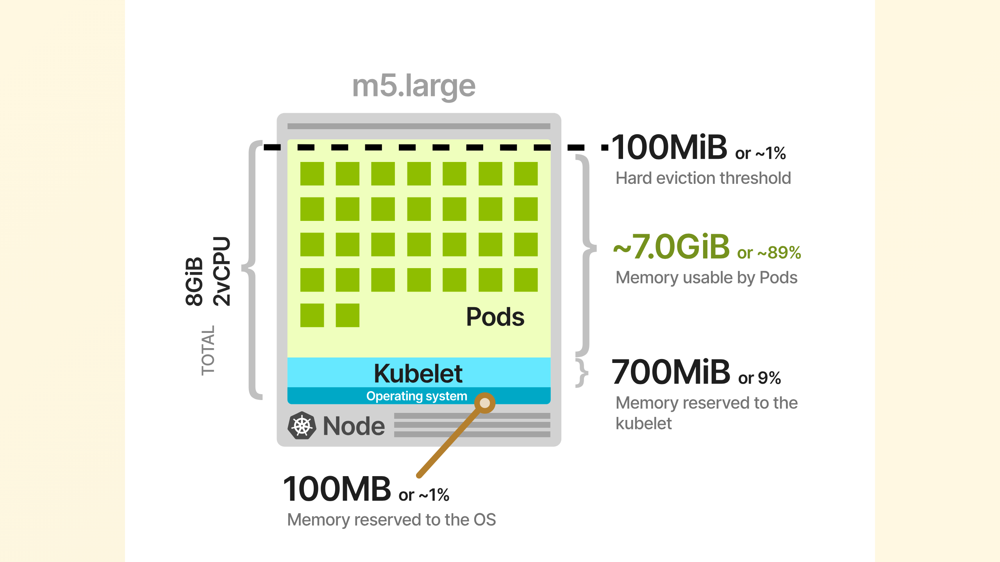 m5.large
8GiB
2vCPU
TOTAL
100MiB or ~1%
Hard eviction threshold
~7.0GiB or ~89%
Memory usable by Pods
Pods
Kubelet
Operating system
700MiB or 9%
Memory reserved to the
kubelet
Node
100MB or ~1%
Memory reserved to the OS